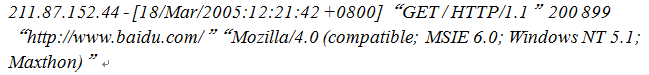 211.87.152.44 - [18/Mar/2005:12:21:42 +0800] “GET / HTTP/1.1 ” 200 899
“http://www.baidu.com/ ” “Mozilla/4.0 (compatible; MSIE 6.0; Windows NT 5.1;
Maxthon) ”↵